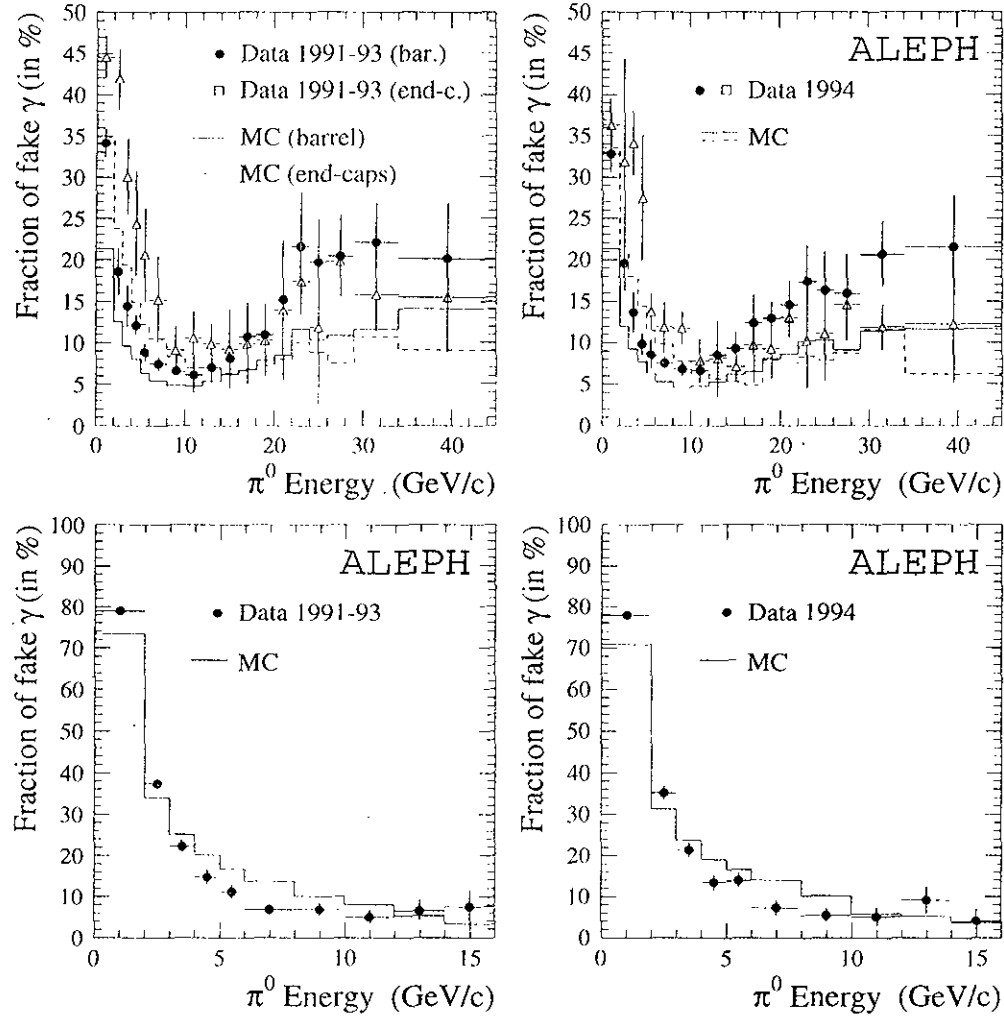 Fraction of fake γ (in %)
50
45
40
35
30
25
20
15
10
5
0
Data 1991-93 (bar.)
Data 1991-93 (end-c.)
MC (barrel)
MC (end-caps)
0 10 20 30 40
π⁰ Energy (GeV/c)
Fraction of fake γ (in %)
50
45
40
35
30
25
20
15
10
5
0
ALEPH
Data 1994
MC
0 10 20 30 40
π⁰ Energy (GeV/c)
Fraction of fake γ (in %)
100
90
80
70
60
50
40
30
20
10
0
ALEPH
Data 1991-93
MC
0 5 10 15
π⁰ Energy (GeV/c)
Fraction of fake γ (in %)
100
90
80
70
60
50
40
30
20
10
0
ALEPH
Data 1994
MC
0 5 10 15
π⁰ Energy (GeV/c)